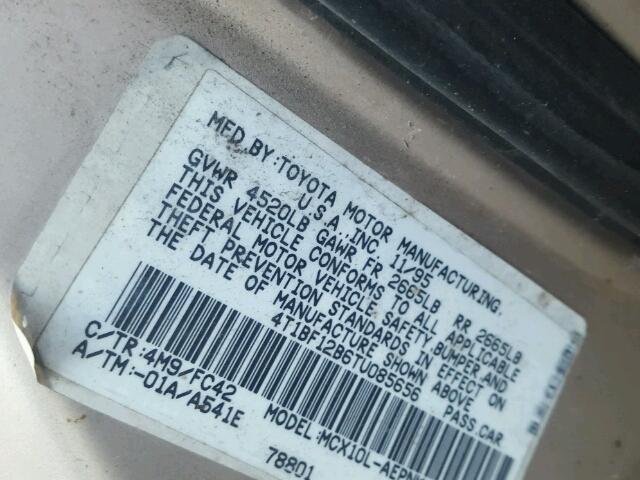 MFD.BY:TOYOTA MOTOR MANUFACTURING.
U.S.A.,INC. 11/95
GVWR 4520LB GAWR FR 2665LB RR 2665LB
THIS VEHICLE CONFORMS TO ALL APPLICABLE
FEDERAL MOTOR VEHICLE SAFETY,BUMPER,AND
THEFT PREVENTION STANDARDS IN EFFECT ON
THE DATE OF MANUFACTURE SHOWN ABOVE
4T1BF12B6TU085656 PASS.CAR
C/TR:4M9/FC42 MODEL:MCX10L-AEPN
A/TM:-01A/A541E
78801